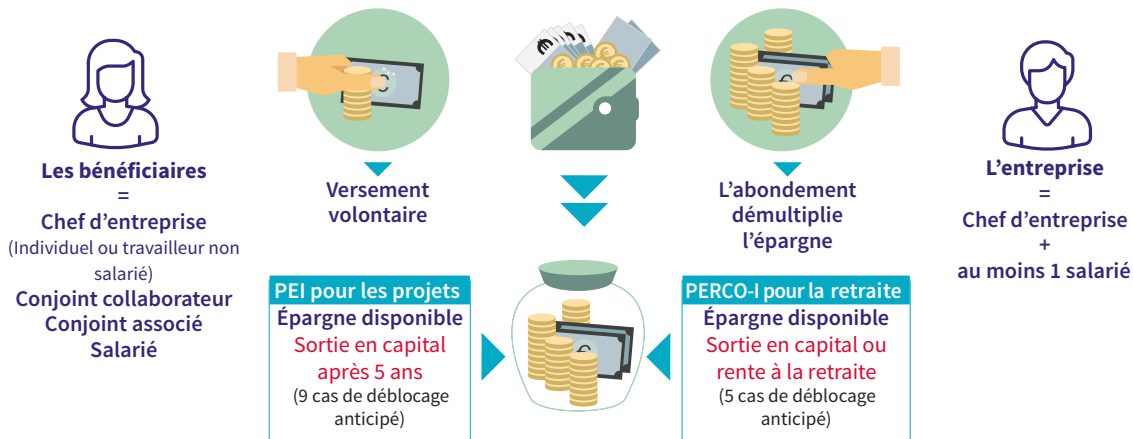 Les bénéficiaires
=
Chef d’entreprise
(Individuel ou travailleur non
salarié)
Conjoint collaborateur
Conjoint associé
Salarié
Versement
volontaire
L’abondement
démultiplie
l’épargne
L’entreprise
=
Chef d’entreprise
+
au moins 1 salarié
PEI pour les projets
Épargne disponible
Sortie en capital
après 5 ans
(9 cas de déblocage
anticipé)
PERCO-I pour la retraite
Épargne disponible
Sortie en capital ou
rente à la retraite
(5 cas de déblocage
anticipé)